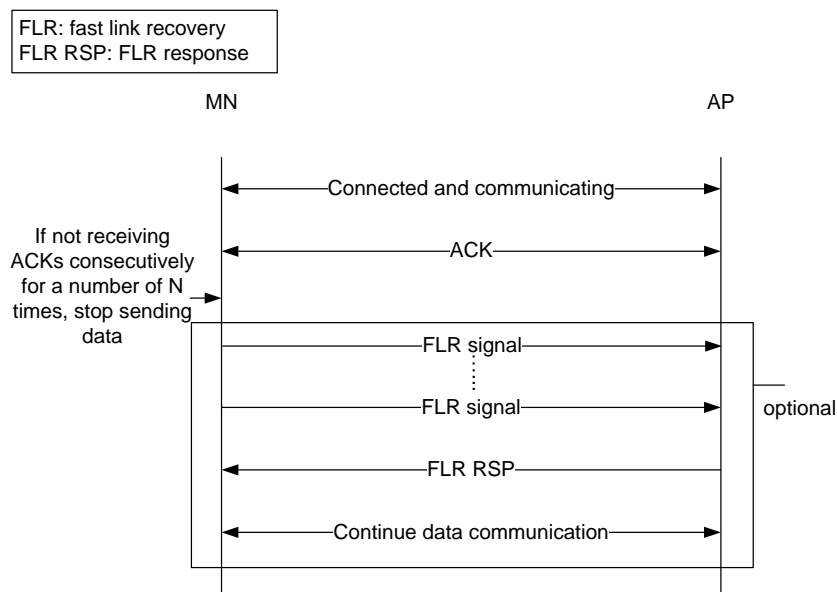 FLR: fast link recovery
FLR RSP: FLR response
MN
AP
Connected and communicating
If not receiving
ACKs consecutively
for a number of N
times, stop sending
data
ACK
FLR signal
FLR signal
optional
FLR RSP
Continue data communication